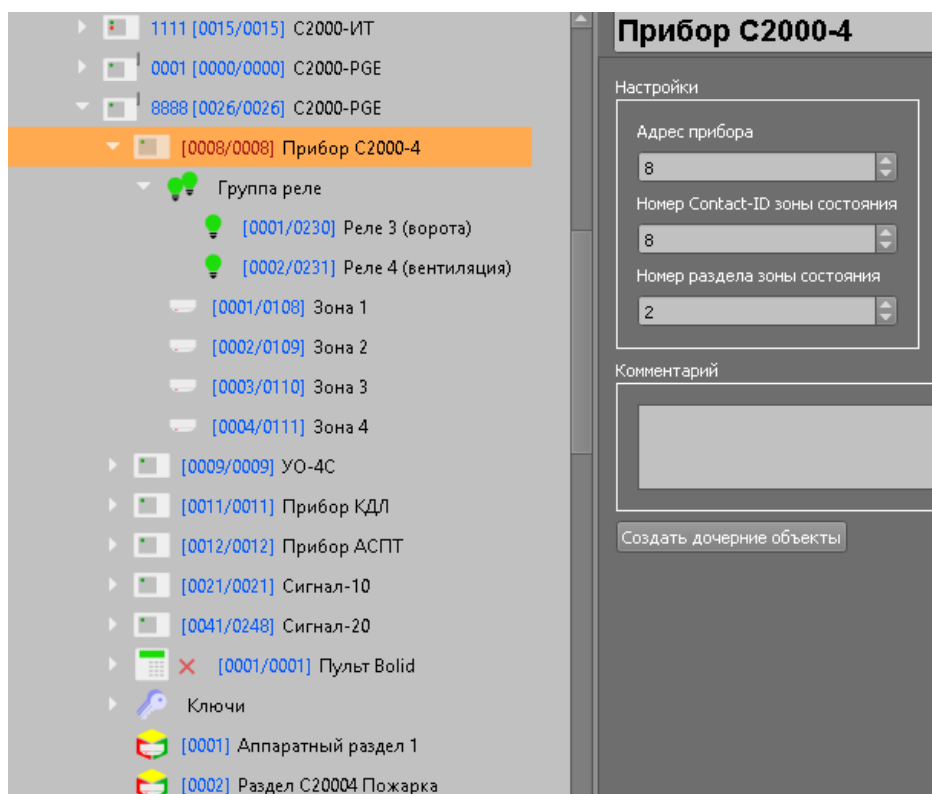 1111 [0015/0015] С2000-ИТ
0001 [0000/0000] C2000-PGE
8888 [0026/0026] C2000-PGE
[0008/0008] Прибор С2000-4
Группа реле
[0001/0230] Реле 3 (ворота)
[0002/0231] Реле 4 (вентиляция)
[0001/0108] Зона 1
[0002/0109] Зона 2
[0003/0110] Зона 3
[0004/0111] Зона 4
[0009/0009] УО-4С
[0011/0011] Прибор КДЛ
[0012/0012] Прибор АСПТ
[0021/0021] Сигнал-10
[0041/0248] Сигнал-20
[0001/0001] Пульт Bolid
Ключи
[0001] Аппаратный раздел 1
[0002] Раздел С20004 Пожарка
Прибор С2000-4
Настройки
Адрес прибора
8
Номер Contact-ID зоны состояния
8
Номер раздела зоны состояния
2
Комментарий
Создать дочерние объекты